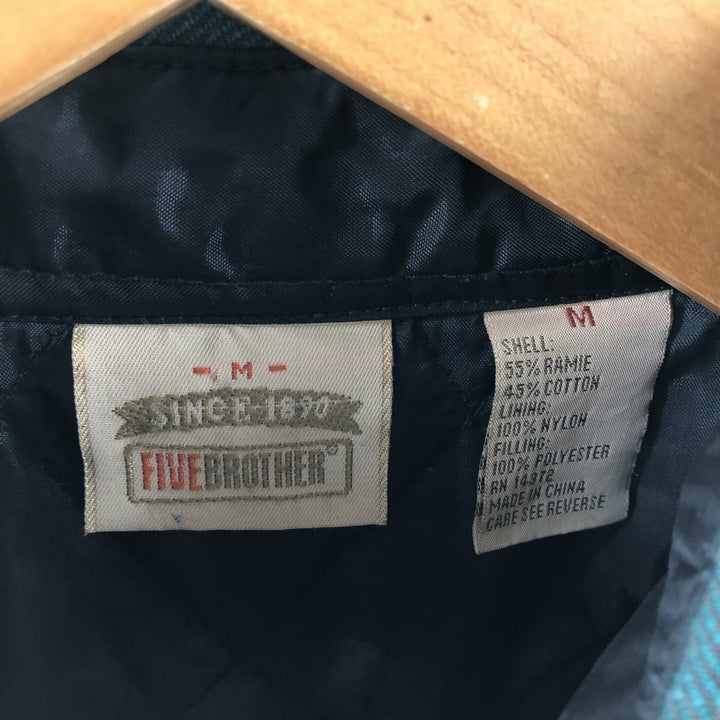 - M -
SINCE-1890
FIVEBROTHER®
M
SHELL:
55% RAMIE
45% COTTON
LINING:
100% NYLON
FILLING:
100% POLYESTER
RN 14972
MADE IN CHINA
CARE SEE REVERSE